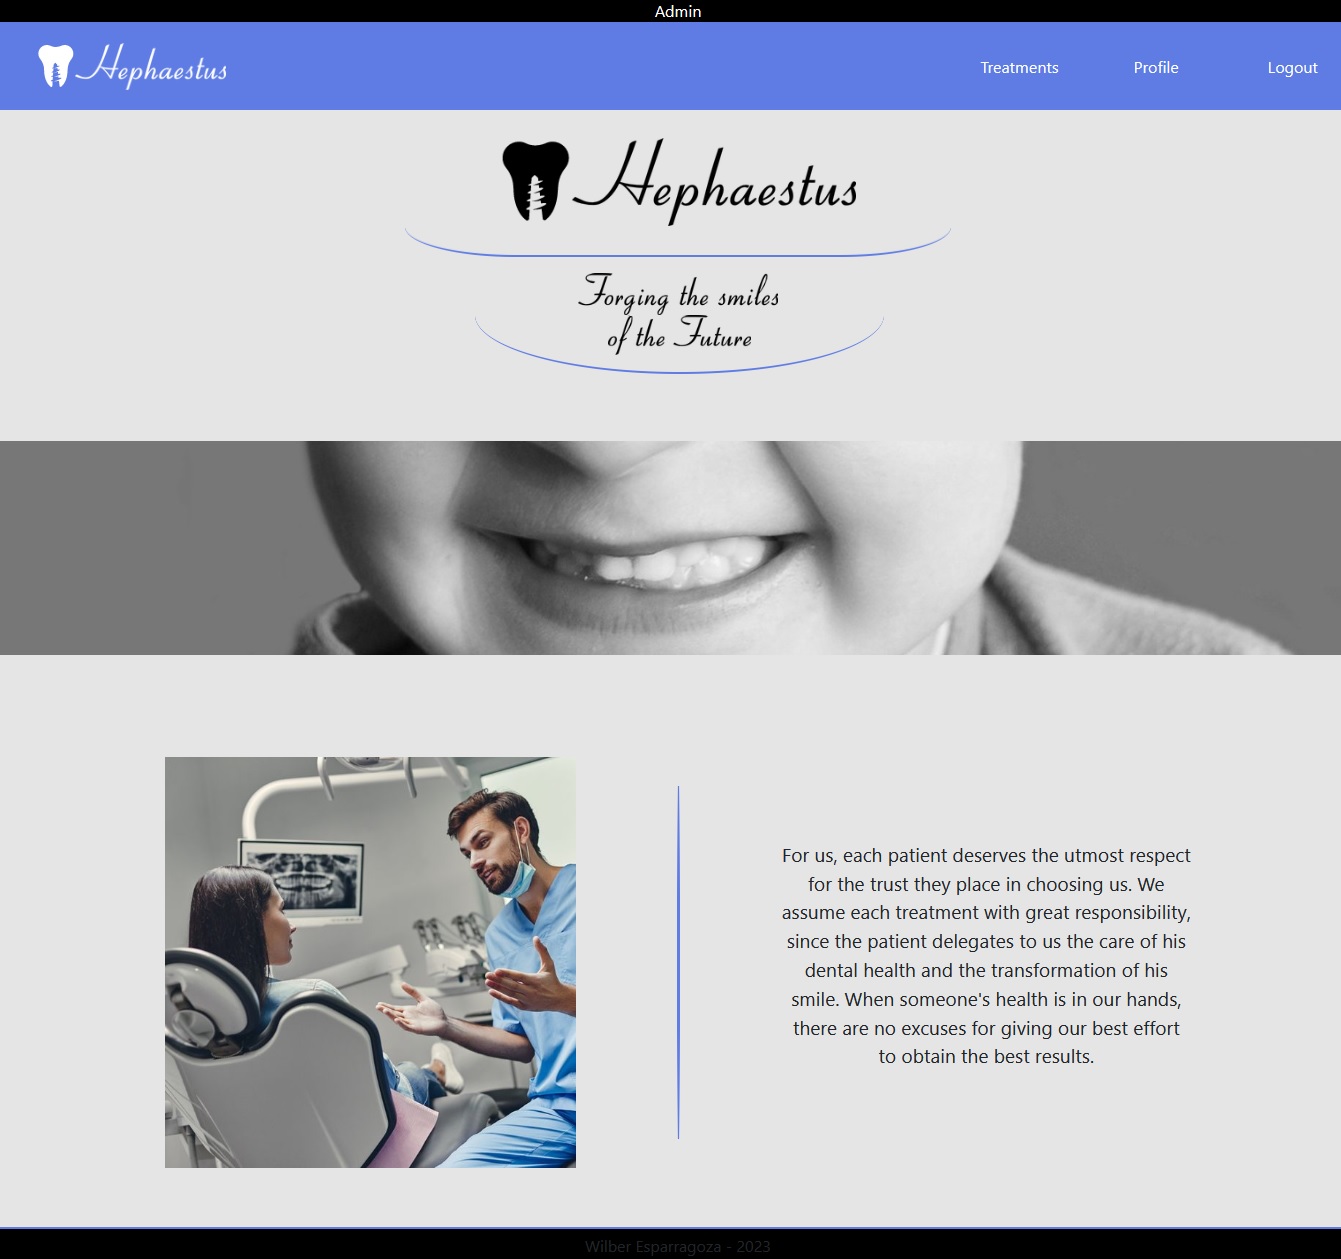 Admin
Hephaestus
Treatments Profile Logout
Hephaestus
Forging the smiles
of the Future
For us, each patient deserves the utmost respect
for the trust they place in choosing us. We
assume each treatment with great responsibility,
since the patient delegates to us the care of his
dental health and the transformation of his
smile. When someone's health is in our hands,
there are no excuses for giving our best effort
to obtain the best results.
Wilber Esparragoza - 2023